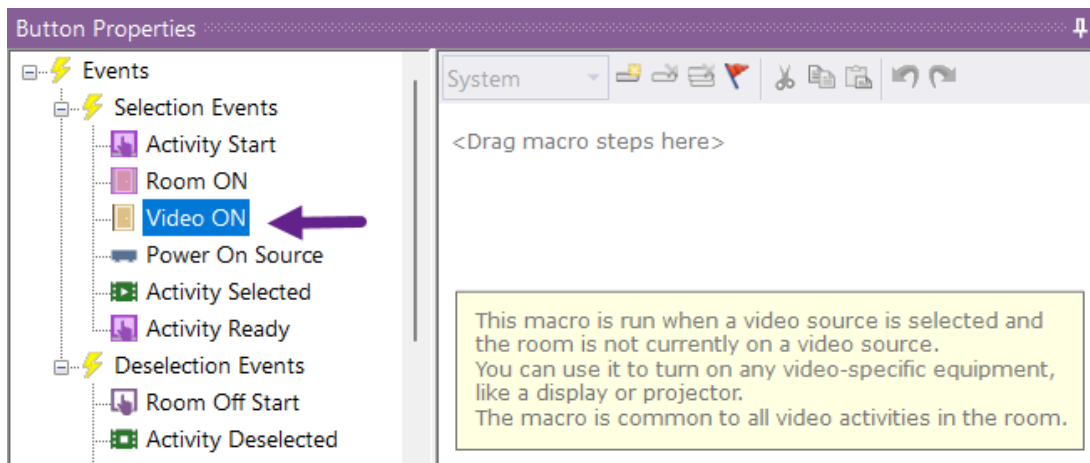 Button Properties
Events
Selection Events
Activity Start
Room ON
Video ON
Power On Source
Activity Selected
Activity Ready
Deselection Events
Room Off Start
Activity Deselected
System
<Drag macro steps here>
This macro is run when a video source is selected and
the room is not currently on a video source.
You can use it to turn on any video-specific equipment,
like a display or projector.
The macro is common to all video activities in the room.